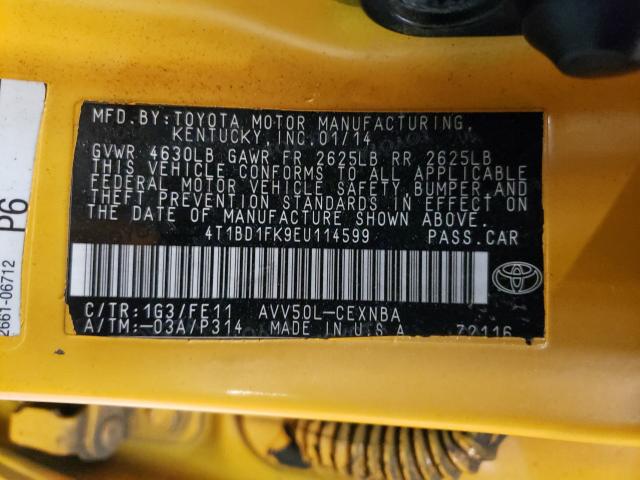 MFD.BY:TOYOTA MOTOR MANUFACTURING,
KENTUCKY, INC. 01/14
GVWR 4630LB GAWR FR 2625LB RR 2625LB
THIS VEHICLE CONFORMS TO ALL APPLICABLE
FEDERAL MOTOR VEHICLE SAFETY, BUMPER AND
THEFT PREVENTION STANDARDS IN EFFECT ON
THE DATE OF MANUFACTURE SHOWN ABOVE.
4T1BD1FK9EU114599 PASS.CAR
C/TR:1G3/FE11 AVV50L-CEXNBA
A/TM:-03A/P314 MADE IN U.S.A. 72116
TOYOTA
P6
2661-06712